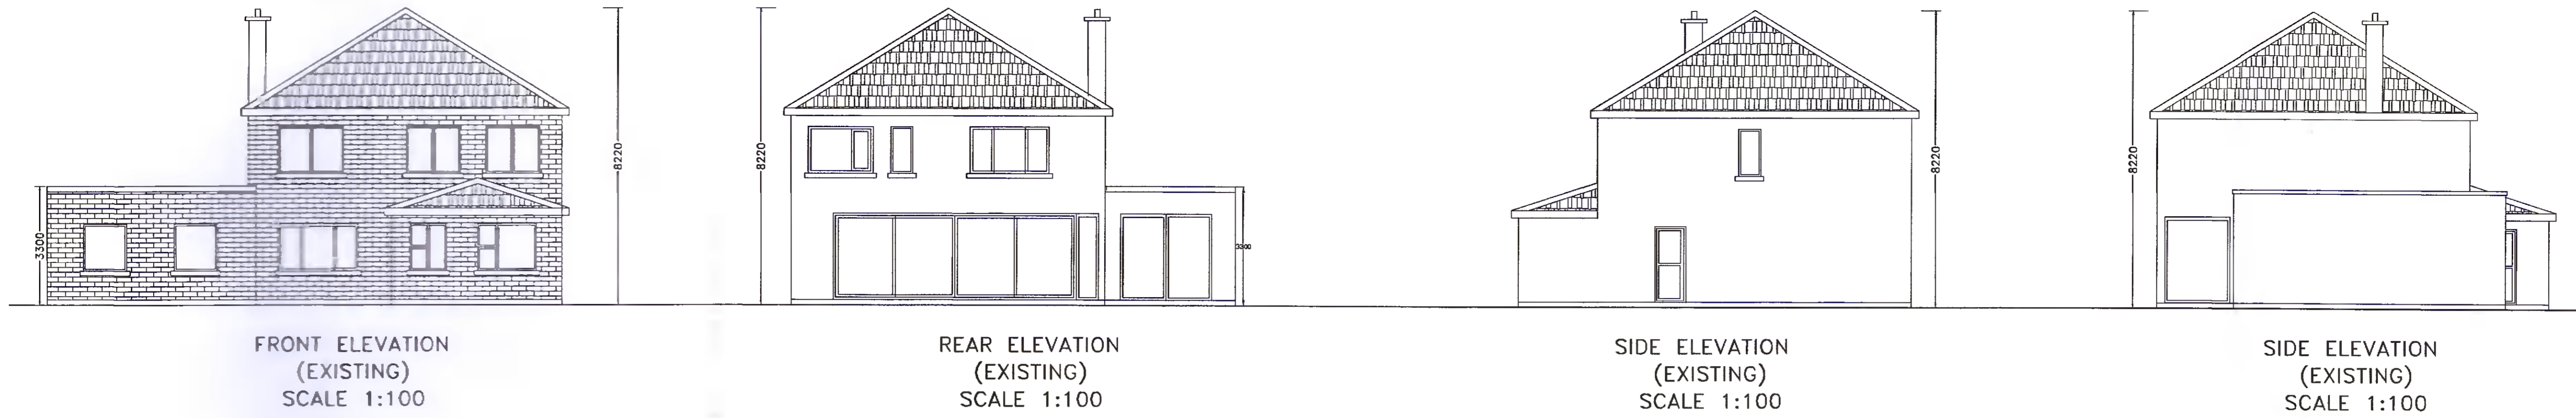 8220
3300
FRONT ELEVATION
(EXISTING)
SCALE 1:100
8220
3300
REAR ELEVATION
(EXISTING)
SCALE 1:100
8220
SIDE ELEVATION
(EXISTING)
SCALE 1:100
8220
SIDE ELEVATION
(EXISTING)
SCALE 1:100